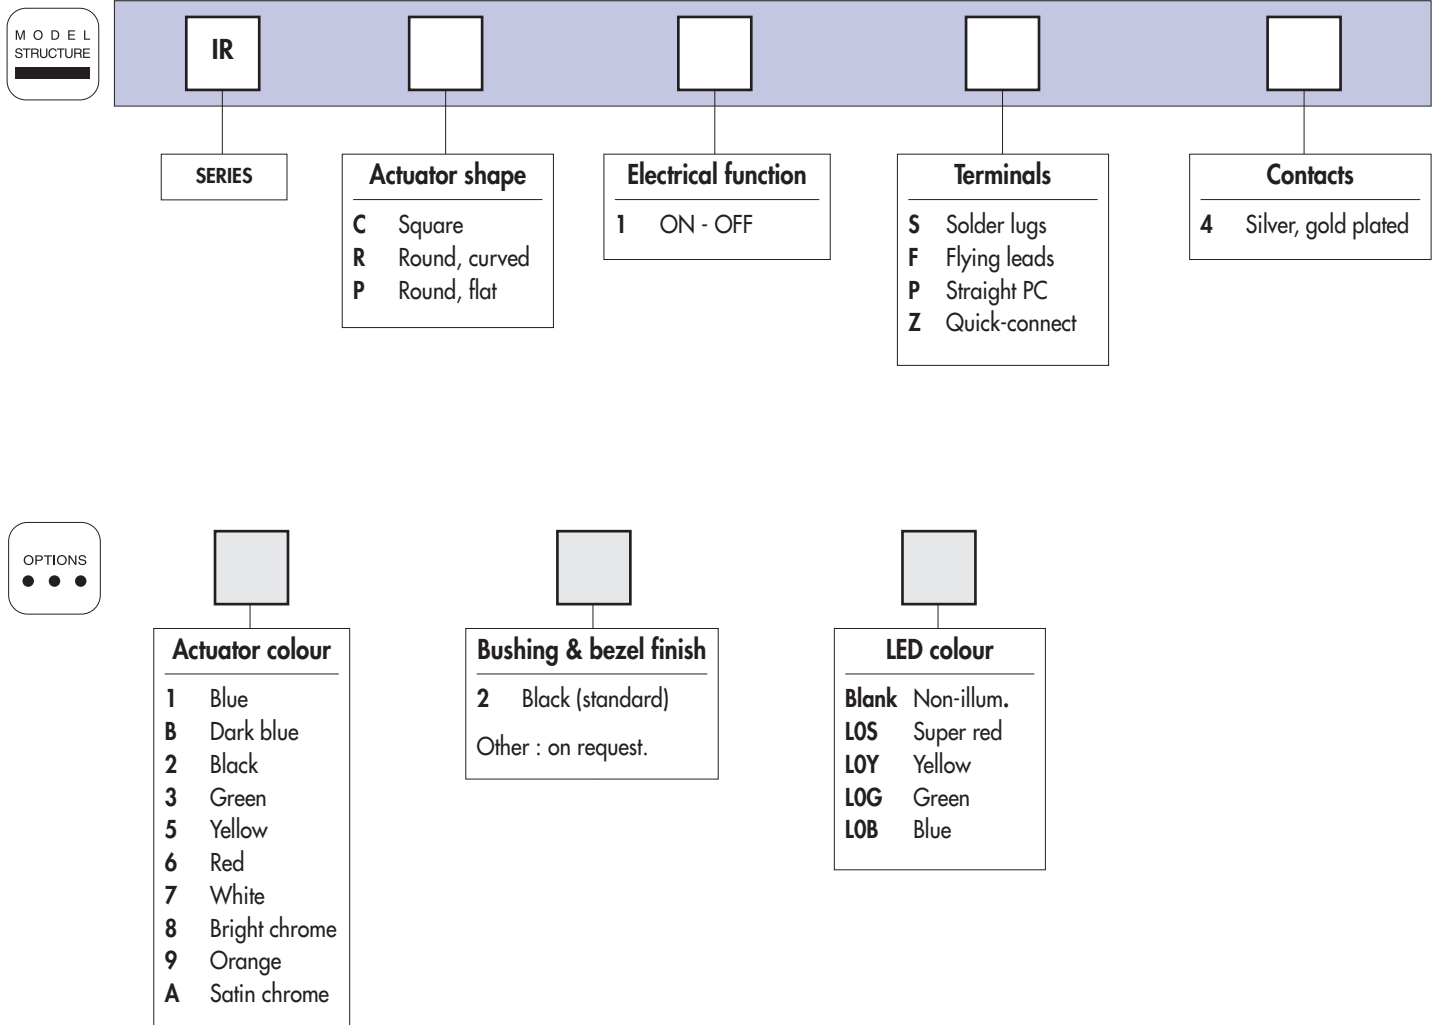 MODEL
STRUCTURE
IR
SERIES
Actuator shape
C Square
R Round, curved
P Round, flat
Electrical function
1 ON - OFF
Terminals
S Solder lugs
F Flying leads
P Straight PC
Z Quick-connect
Contacts
4 Silver, gold plated
OPTIONS
Actuator colour
1 Blue
B Dark blue
2 Black
3 Green
5 Yellow
6 Red
7 White
8 Bright chrome
9 Orange
A Satin chrome
Bushing & bezel finish
2 Black (standard)
Other : on request.
LED colour
Blank Non-illum.
L0S Super red
L0Y Yellow
L0G Green
L0B Blue